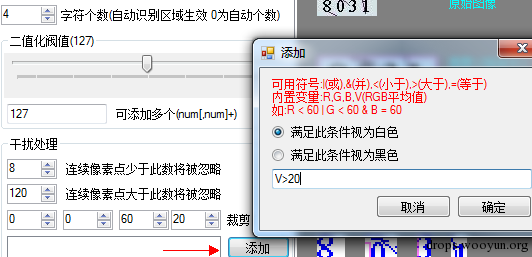 4 字符个数(自动识别区域生效 0为自动个数)
二值化阀值(127)
127 可添加多个(num[,num]+)
干扰处理
8 连续像素点少于此数将被忽略
120 连续像素点大于此数将被忽略
0 0 60 20 裁剪
添加
8031
原始图像
添加
可用符号:|(或),&(并),<(小于),>(大于),=(等于)
内置变量:R,G,B,V(RGB平均值)
如:R < 60 | G < 60 & B = 60
满足此条件视为白色
满足此条件视为黑色
V>20
取消 确定
drops.wooyun.org